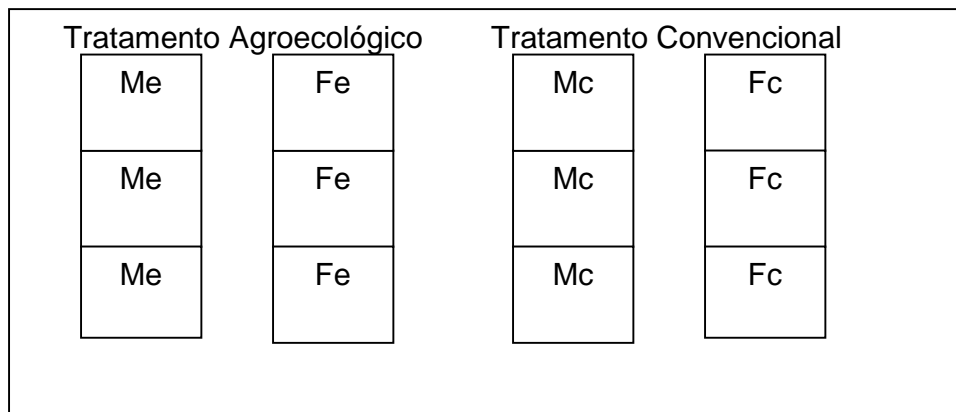 Tratamento Agroecológico Tratamento Convencional
Me Fe Mc Fc
Me Fe Mc Fc
Me Fe Mc Fc